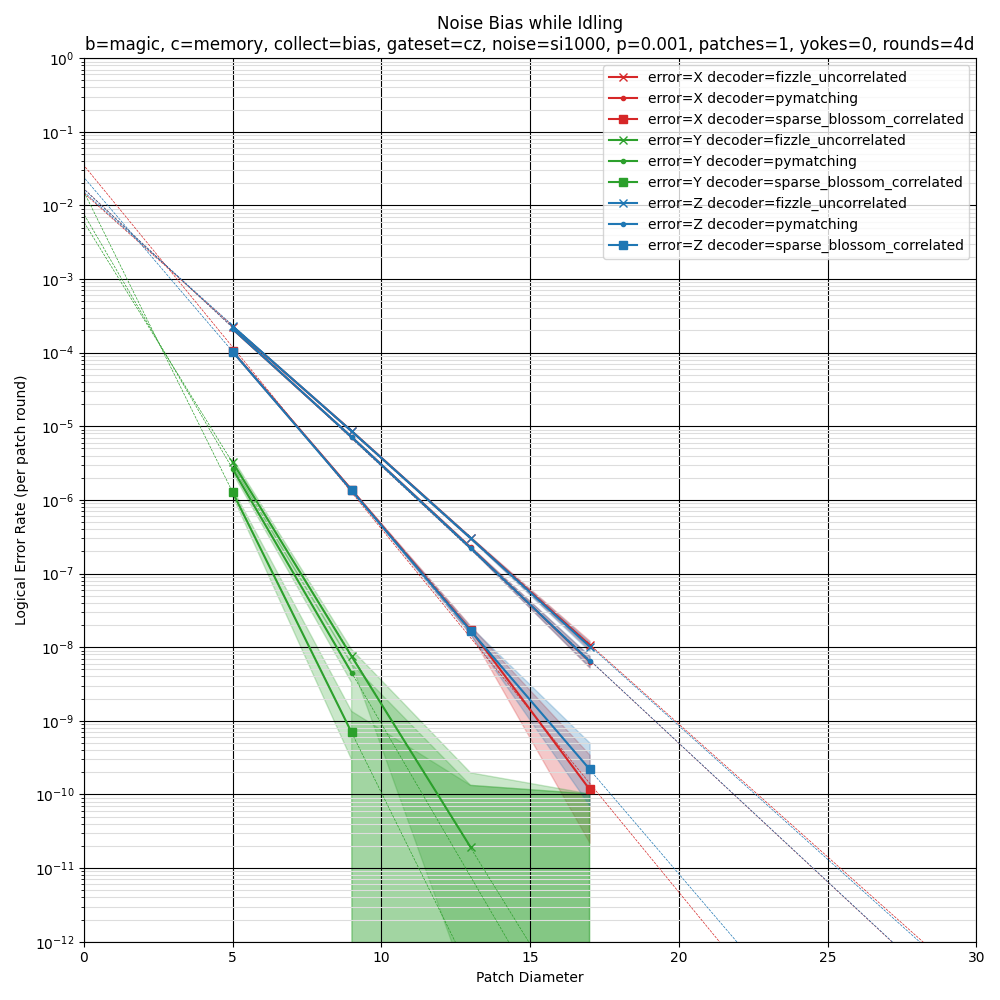 Noise Bias while Idling
b=magic, c=memory, collect=bias, gateset=cz, noise=si1000, p=0.001, patches=1, yokes=0, rounds=4d
error=X decoder=fizzle_uncorrelated
error=X decoder=pymatching
error=X decoder=sparse_blossom_correlated
error=Y decoder=fizzle_uncorrelated
error=Y decoder=pymatching
error=Y decoder=sparse_blossom_correlated
error=Z decoder=fizzle_uncorrelated
error=Z decoder=pymatching
error=Z decoder=sparse_blossom_correlated
Logical Error Rate (per patch round)
10⁰
10⁻¹
10⁻²
10⁻³
10⁻⁴
10⁻⁵
10⁻⁶
10⁻⁷
10⁻⁸
10⁻⁹
10⁻¹⁰
10⁻¹¹
10⁻¹²
0 5 10 15 20 25 30
Patch Diameter